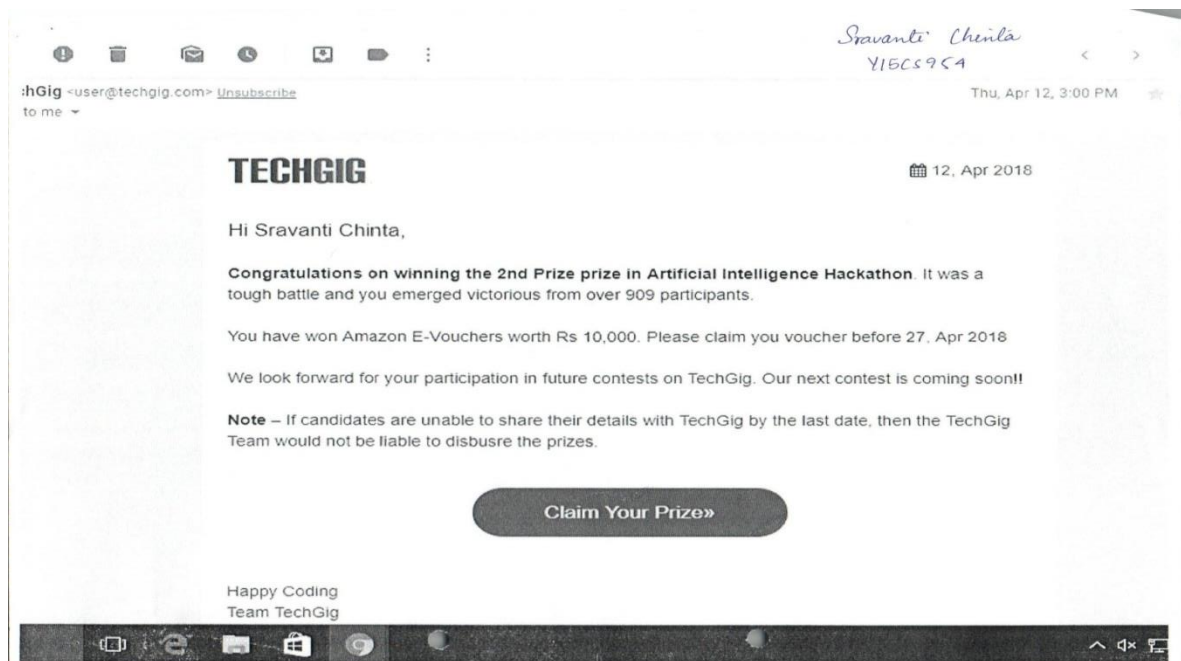 Sravanti Chinta
Y15CS954
hGig <user@techgig.com> Unsubscribe
Thu, Apr 12, 3:00 PM
to me
TECHGIG
12, Apr 2018
Hi Sravanti Chinta,
Congratulations on winning the 2nd Prize prize in Artificial Intelligence Hackathon. It was a
tough battle and you emerged victorious from over 909 participants.
You have won Amazon E-Vouchers worth Rs 10,000. Please claim you voucher before 27, Apr 2018
We look forward for your participation in future contests on TechGig. Our next contest is coming soon!!
Note – If candidates are unable to share their details with TechGig by the last date, then the TechGig
Team would not be liable to disbusre the prizes.
Claim Your Prize»
Happy Coding
Team TechGig